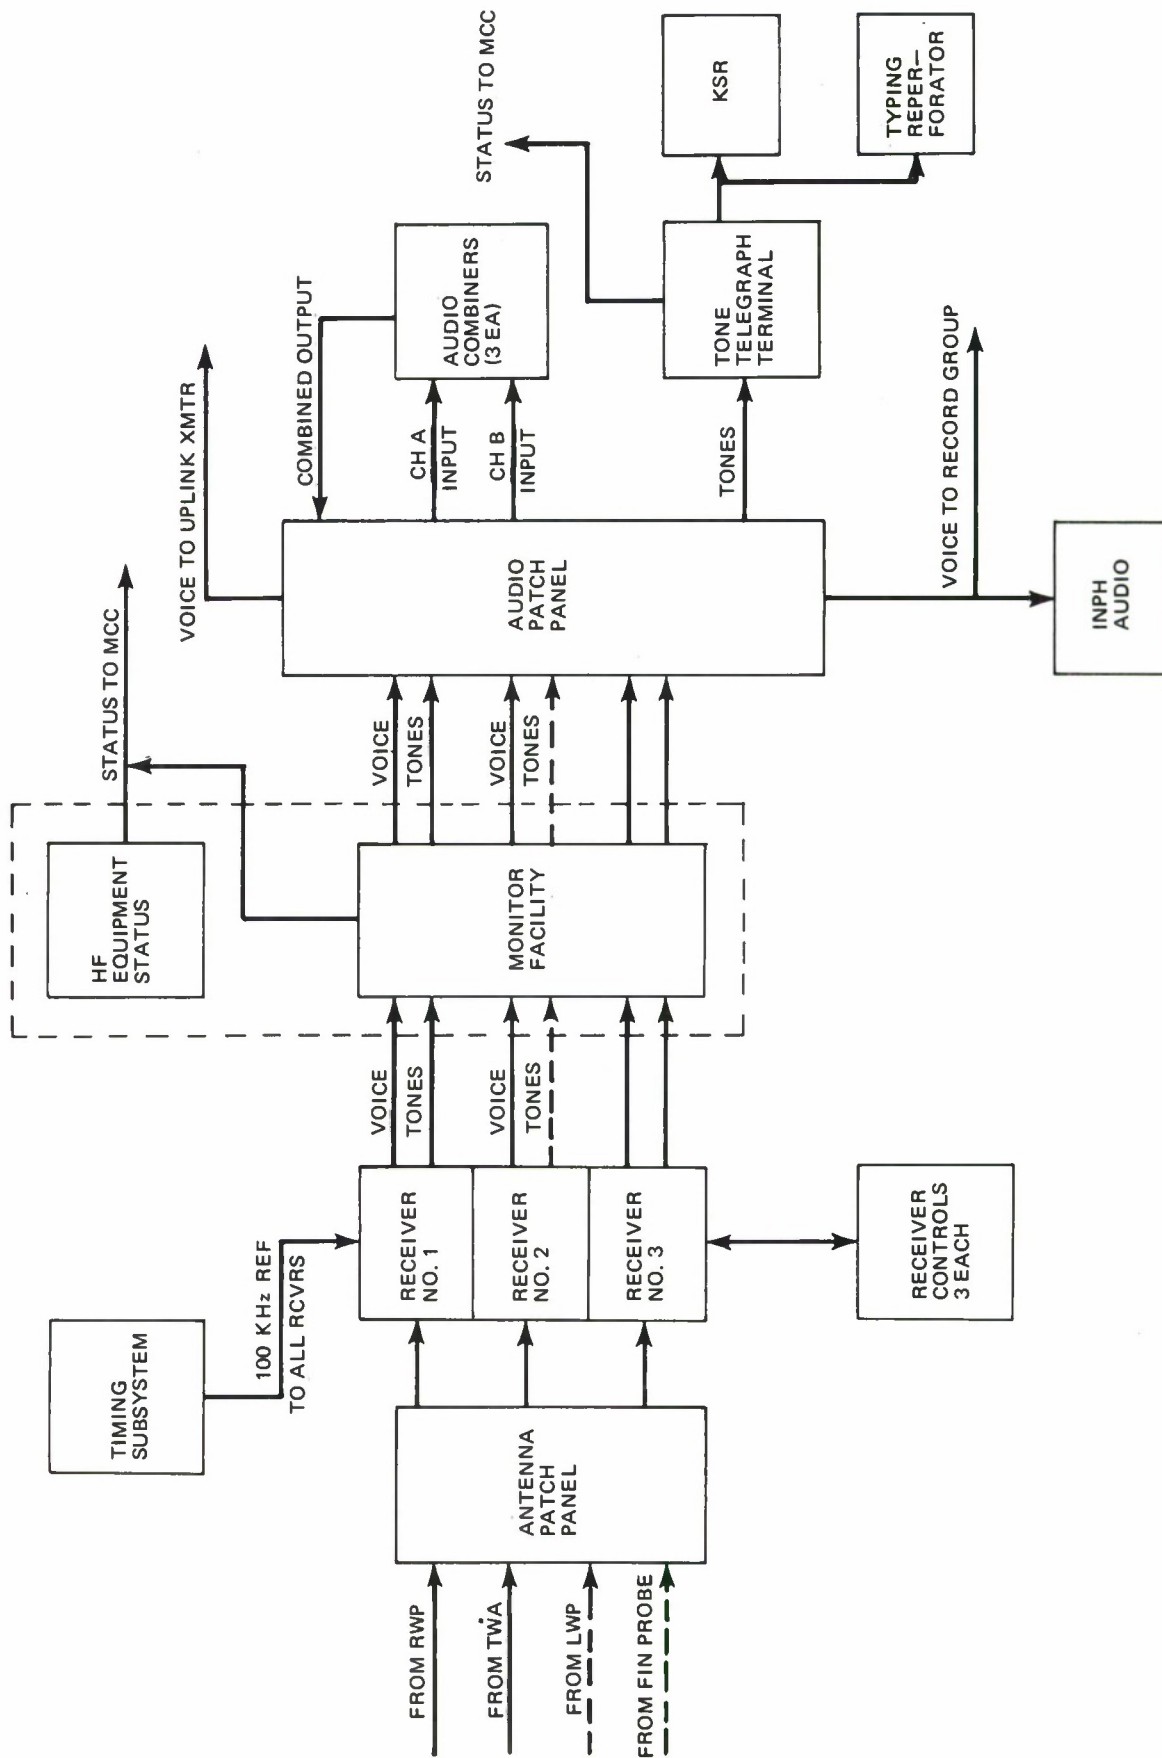 FROM RWP
FROM TWA
FROM LWP
FROM FIN PROBE
ANTENNA
PATCH
PANEL
TIMING
SUBSYSTEM
100 KHz REF
TO ALL RCVRS
RECEIVER
NO. 1
RECEIVER
NO. 2
RECEIVER
NO. 3
RECEIVER
CONTROLS
3 EACH
VOICE
TONES
VOICE
TONES
HF
EQUIPMENT
STATUS
MONITOR
FACILITY
STATUS TO MCC
VOICE
TONES
VOICE
TONES
VOICE TO UPLINK XMTR
AUDIO
PATCH
PANEL
INPH
AUDIO
VOICE TO RECORD GROUP
COMBINED OUTPUT
CH A
INPUT
CH B
INPUT
TONES
AUDIO
COMBINERS
(3 EA)
TONE
TELEGRAPH
TERMINAL
STATUS TO MCC
KSR
TYPING
REPER–
FORATOR